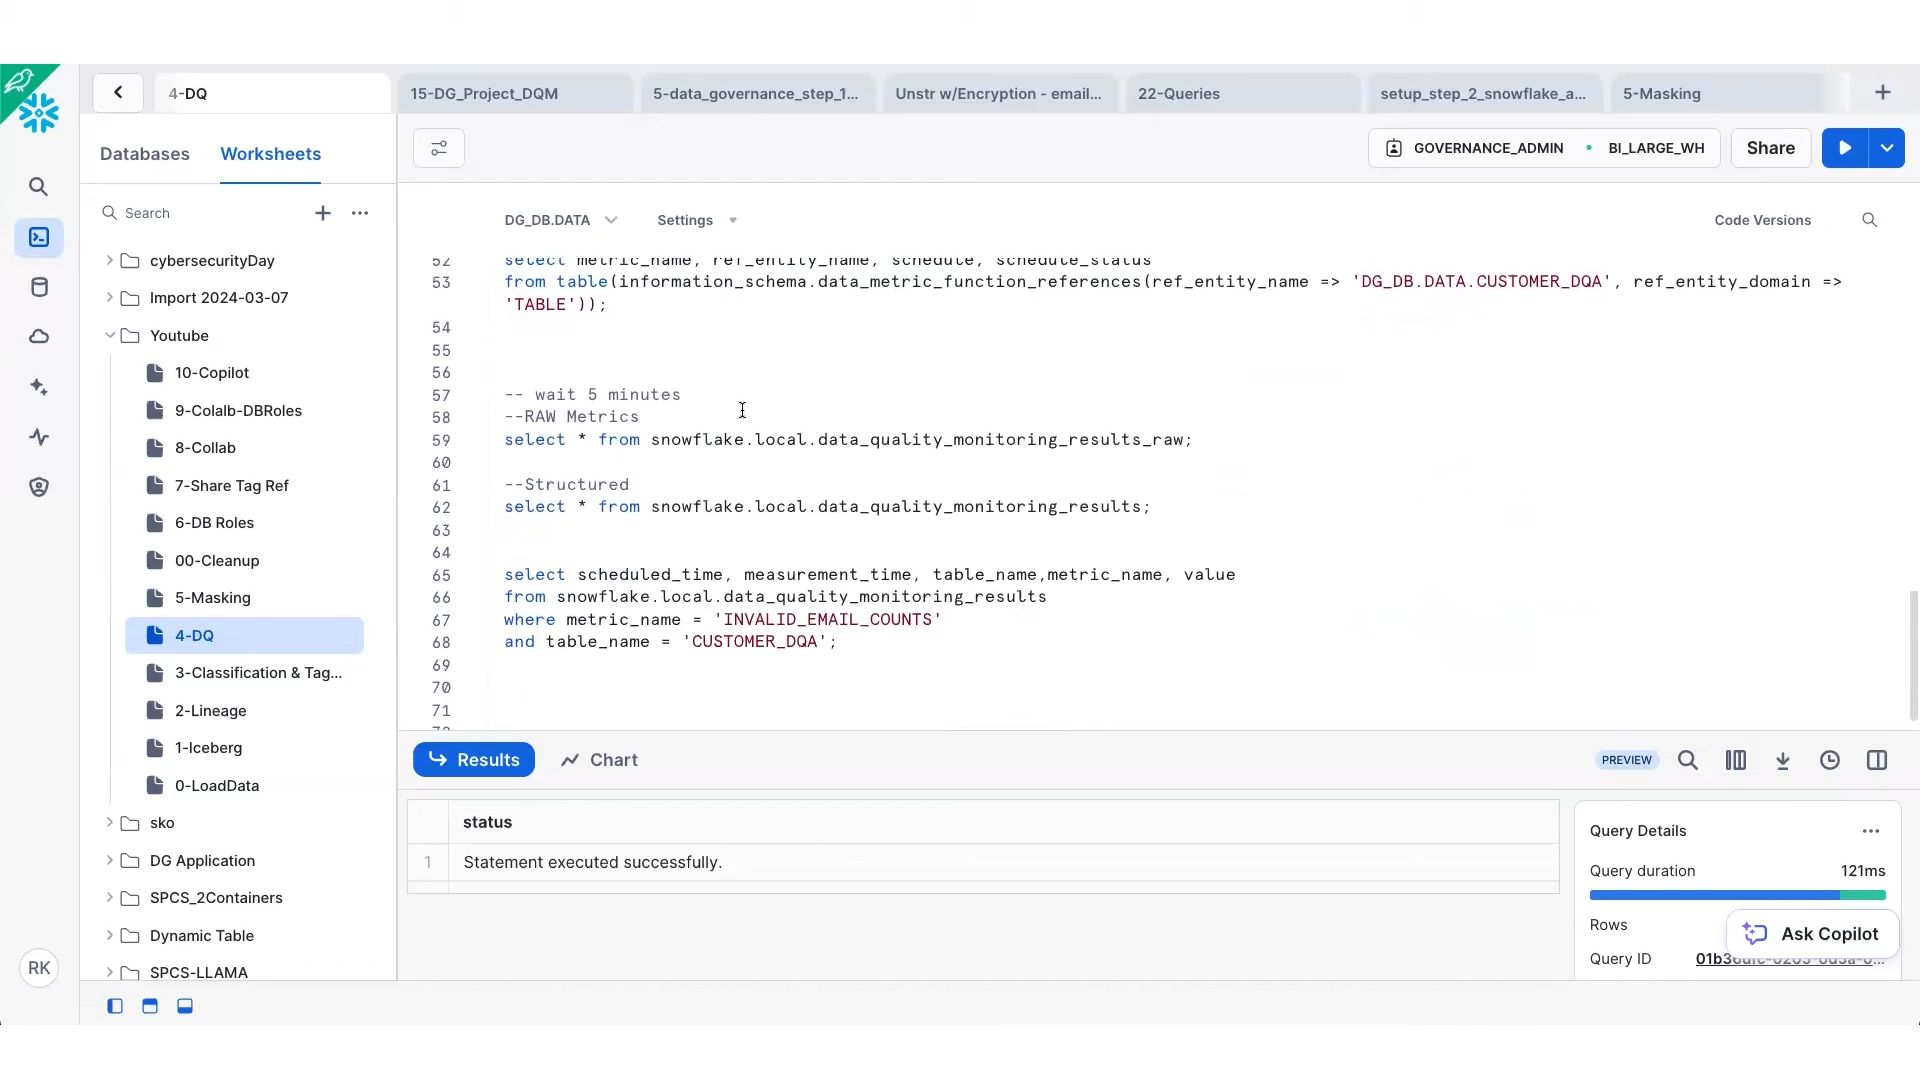 4-DQ
15-DG_Project_DQM
5-data_governance_step_1...
Unstr w/Encryption - email...
22-Queries
setup_step_2_snowflake_a...
5-Masking
Databases
Worksheets
GOVERNANCE_ADMIN
BI_LARGE_WH
Share
Search
DG_DB.DATA
Settings
Code Versions
cybersecurityDay
Import 2024-03-07
Youtube
10-Copilot
9-Colalb-DBRoles
8-Collab
7-Share Tag Ref
6-DB Roles
00-Cleanup
5-Masking
4-DQ
3-Classification & Tag...
2-Lineage
1-Iceberg
0-LoadData
sko
DG Application
SPCS_2Containers
Dynamic Table
SPCS-LLAMA
RK
52 select metric_name, ref_entity_name, schedule, schedule_status
53 from table(information_schema.data_metric_function_references(ref_entity_name => 'DG_DB.DATA.CUSTOMER_DQA', ref_entity_domain =>
'TABLE'));
54
55
56
57 -- wait 5 minutes
58 --RAW Metrics
59 select * from snowflake.local.data_quality_monitoring_results_raw;
60
61 --Structured
62 select * from snowflake.local.data_quality_monitoring_results;
63
64
65 select scheduled_time, measurement_time, table_name,metric_name, value
66 from snowflake.local.data_quality_monitoring_results
67 where metric_name = 'INVALID_EMAIL_COUNTS'
68 and table_name = 'CUSTOMER_DQA';
69
70
71
Results
Chart
PREVIEW
status
1 Statement executed successfully.
Query Details
Query duration 121ms
Rows
Ask Copilot
Query ID